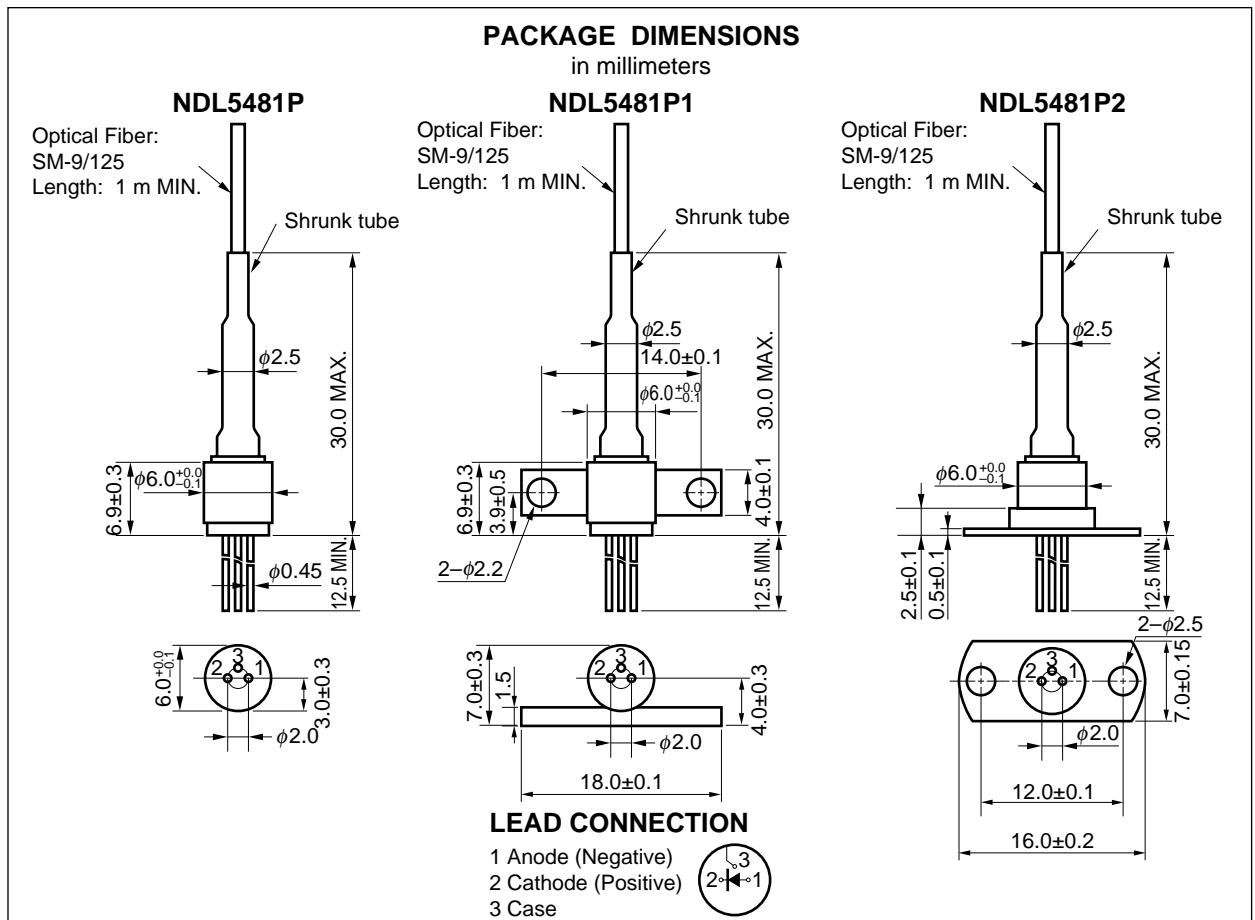 PACKAGE DIMENSIONS
in millimeters
NDL5481P
Optical Fiber:
SM-9/125
Length: 1 m MIN.
Shrunk tube
ϕ2.5
30.0 MAX.
6.9±0.3
ϕ6.0 +0.0 –0.1
12.5 MIN.
ϕ0.45
6.0 +0.0 –0.1
2
3
1
3.0±0.3
ϕ2.0
NDL5481P1
Optical Fiber:
SM-9/125
Length: 1 m MIN.
Shrunk tube
ϕ2.5
14.0±0.1
ϕ6.0 +0.0 –0.1
30.0 MAX.
6.9±0.3
3.9±0.5
4.0±0.1
2–ϕ2.2
12.5 MIN.
7.0±0.3
1.5
2
3
1
4.0±0.3
ϕ2.0
18.0±0.1
NDL5481P2
Optical Fiber:
SM-9/125
Length: 1 m MIN.
Shrunk tube
ϕ2.5
30.0 MAX.
ϕ6.0 +0.0 –0.1
2.5±0.1
0.5±0.1
12.5 MIN.
2–ϕ2.5
2
3
1
7.0±0.15
ϕ2.0
12.0±0.1
16.0±0.2
LEAD CONNECTION
1 Anode (Negative)
2 Cathode (Positive)
3 Case
3
2
1